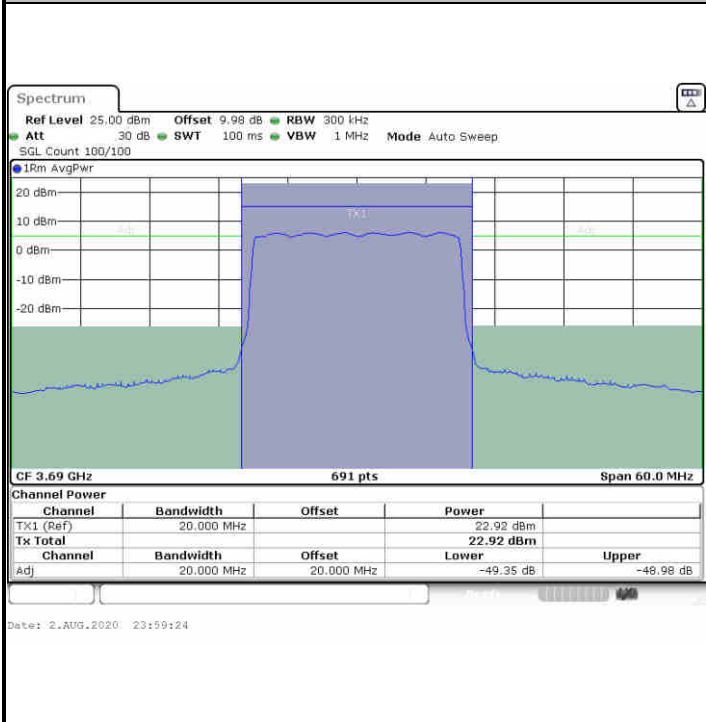 Spectrum
Ref Level 25.00 dBm Offset 9.98 dB RBW 300 kHz
Att 30 dB SWT 100 ms VBW 1 MHz Mode Auto Sweep
SGL Count 100/100
1Rm AvgPwr
20 dBm
TX1
10 dBm
Adj Adj
0 dBm
-10 dBm
-20 dBm
CF 3.69 GHz 691 pts Span 60.0 MHz
Channel Power
Channel Bandwidth Offset Power
TX1 (Ref) 20.000 MHz 22.92 dBm
Tx Total 22.92 dBm
Channel Bandwidth Offset Lower Upper
Adj 20.000 MHz 20.000 MHz -49.35 dB -48.98 dB
Date: 2.AUG.2020 23:59:24